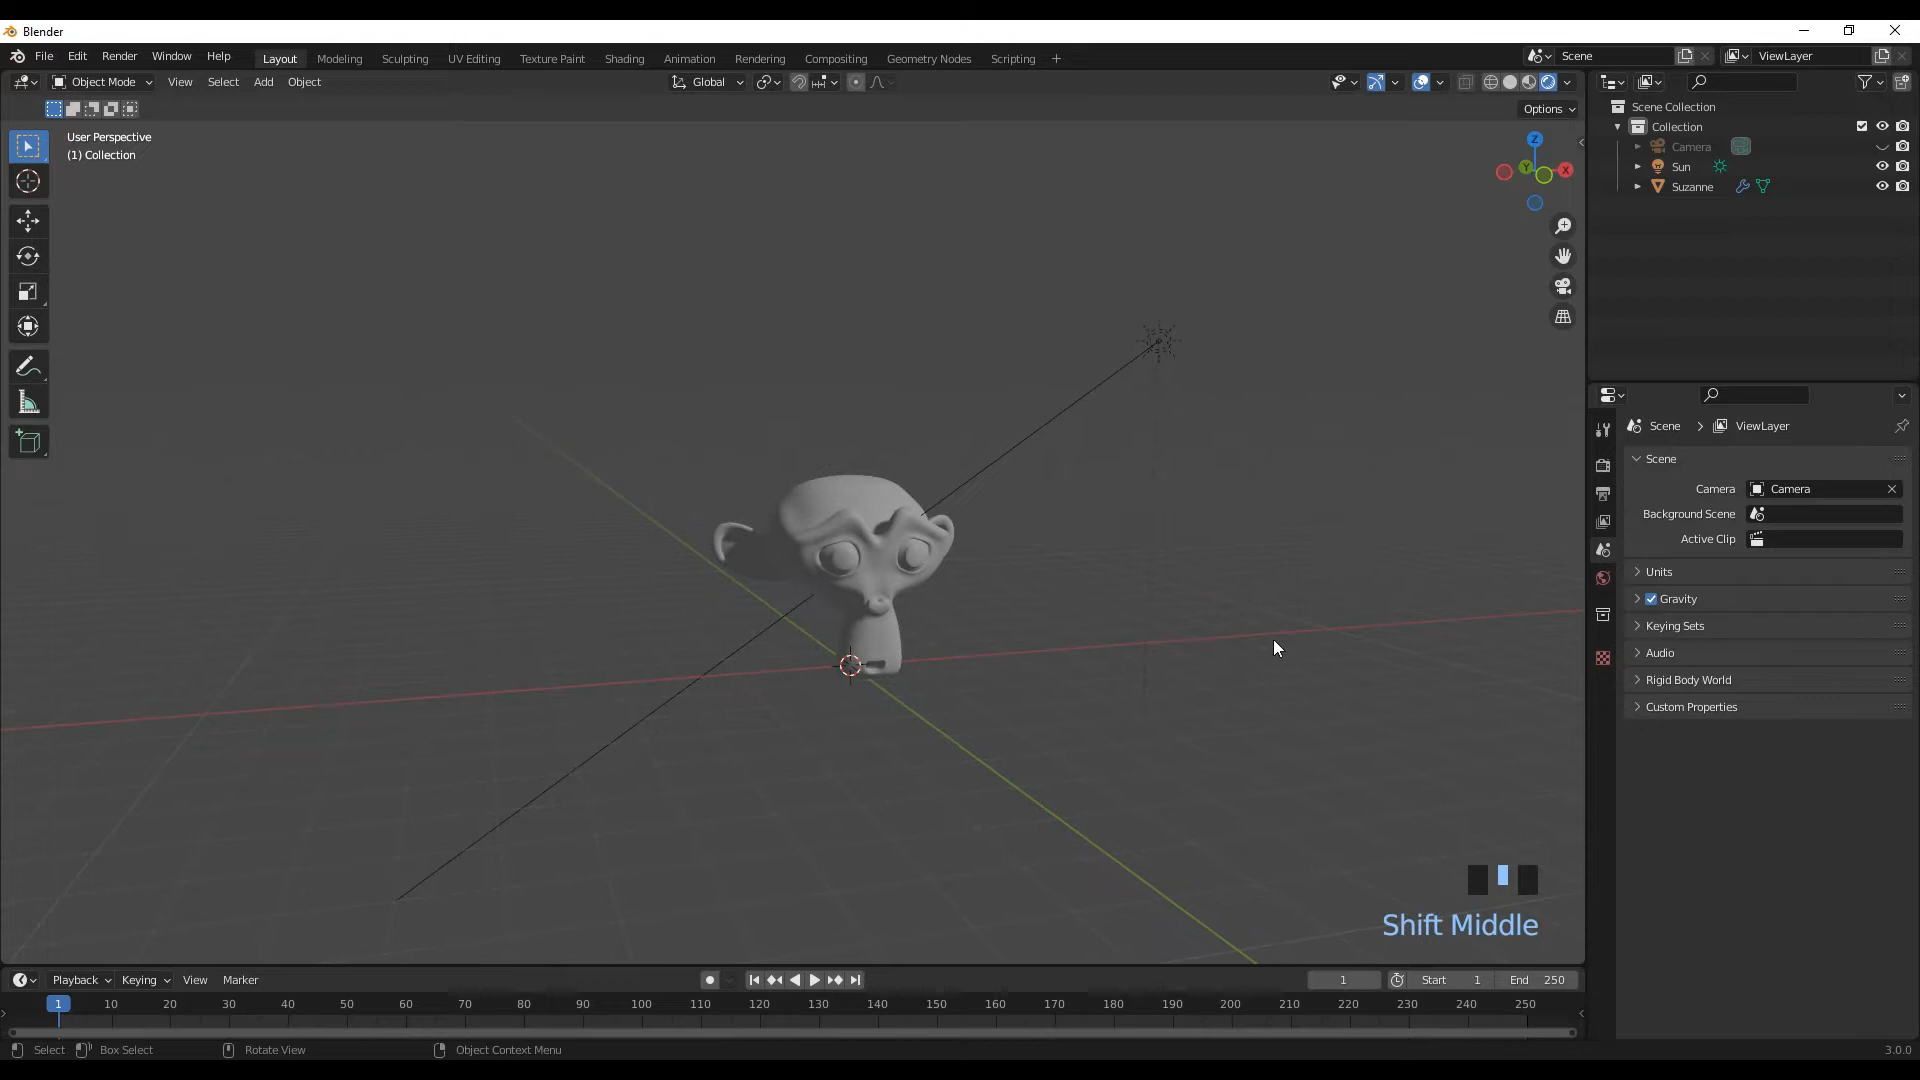 Blender
File Edit Render Window Help Layout Modeling Sculpting UV Editing Texture Paint Shading Animation Rendering Compositing Geometry Nodes Scripting + Scene ViewLayer
Object Mode View Select Add Object Global
Options
User Perspective
(1) Collection
Z
Y X
Scene Collection
Collection
Camera
Sun
Suzanne
Scene > ViewLayer
Scene
Camera Camera
Background Scene
Active Clip
Units
Gravity
Keying Sets
Audio
Rigid Body World
Custom Properties
Shift Middle
Playback Keying View Marker 1 Start 1 End 250
1 10 20 30 40 50 60 70 80 90 100 110 120 130 140 150 160 170 180 190 200 210 220 230 240 250
Select Box Select Rotate View Object Context Menu 3.0.0